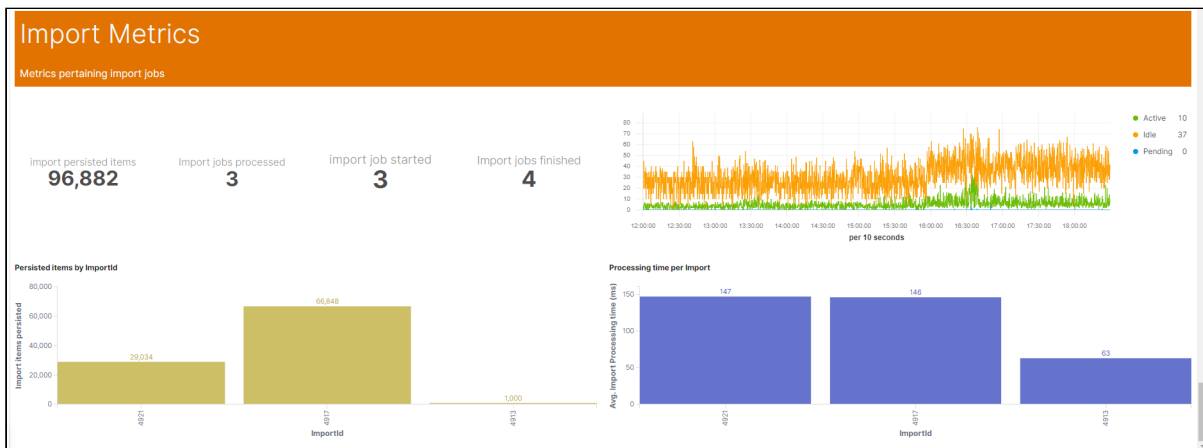 Import Metrics
Metrics pertaining import jobs
import persisted items
96,882
Import jobs processed
3
import job started
3
Import jobs finished
4
80
70
60
50
40
30
20
10
0
12:00:00 12:30:00 13:00:00 13:30:00 14:00:00 14:30:00 15:00:00 15:30:00 16:00:00 16:30:00 17:00:00 17:30:00 18:00:00
per 10 seconds
Active 10
Idle 37
Pending 0
Persisted items by ImportId
Import items persisted
80,000
60,000
40,000
20,000
0
29,034
66,848
1,000
4921
4917
4913
ImportId
Processing time per Import
Avg. Import Processing time (ms)
150
100
50
0
147
146
63
4921
4917
4913
ImportId